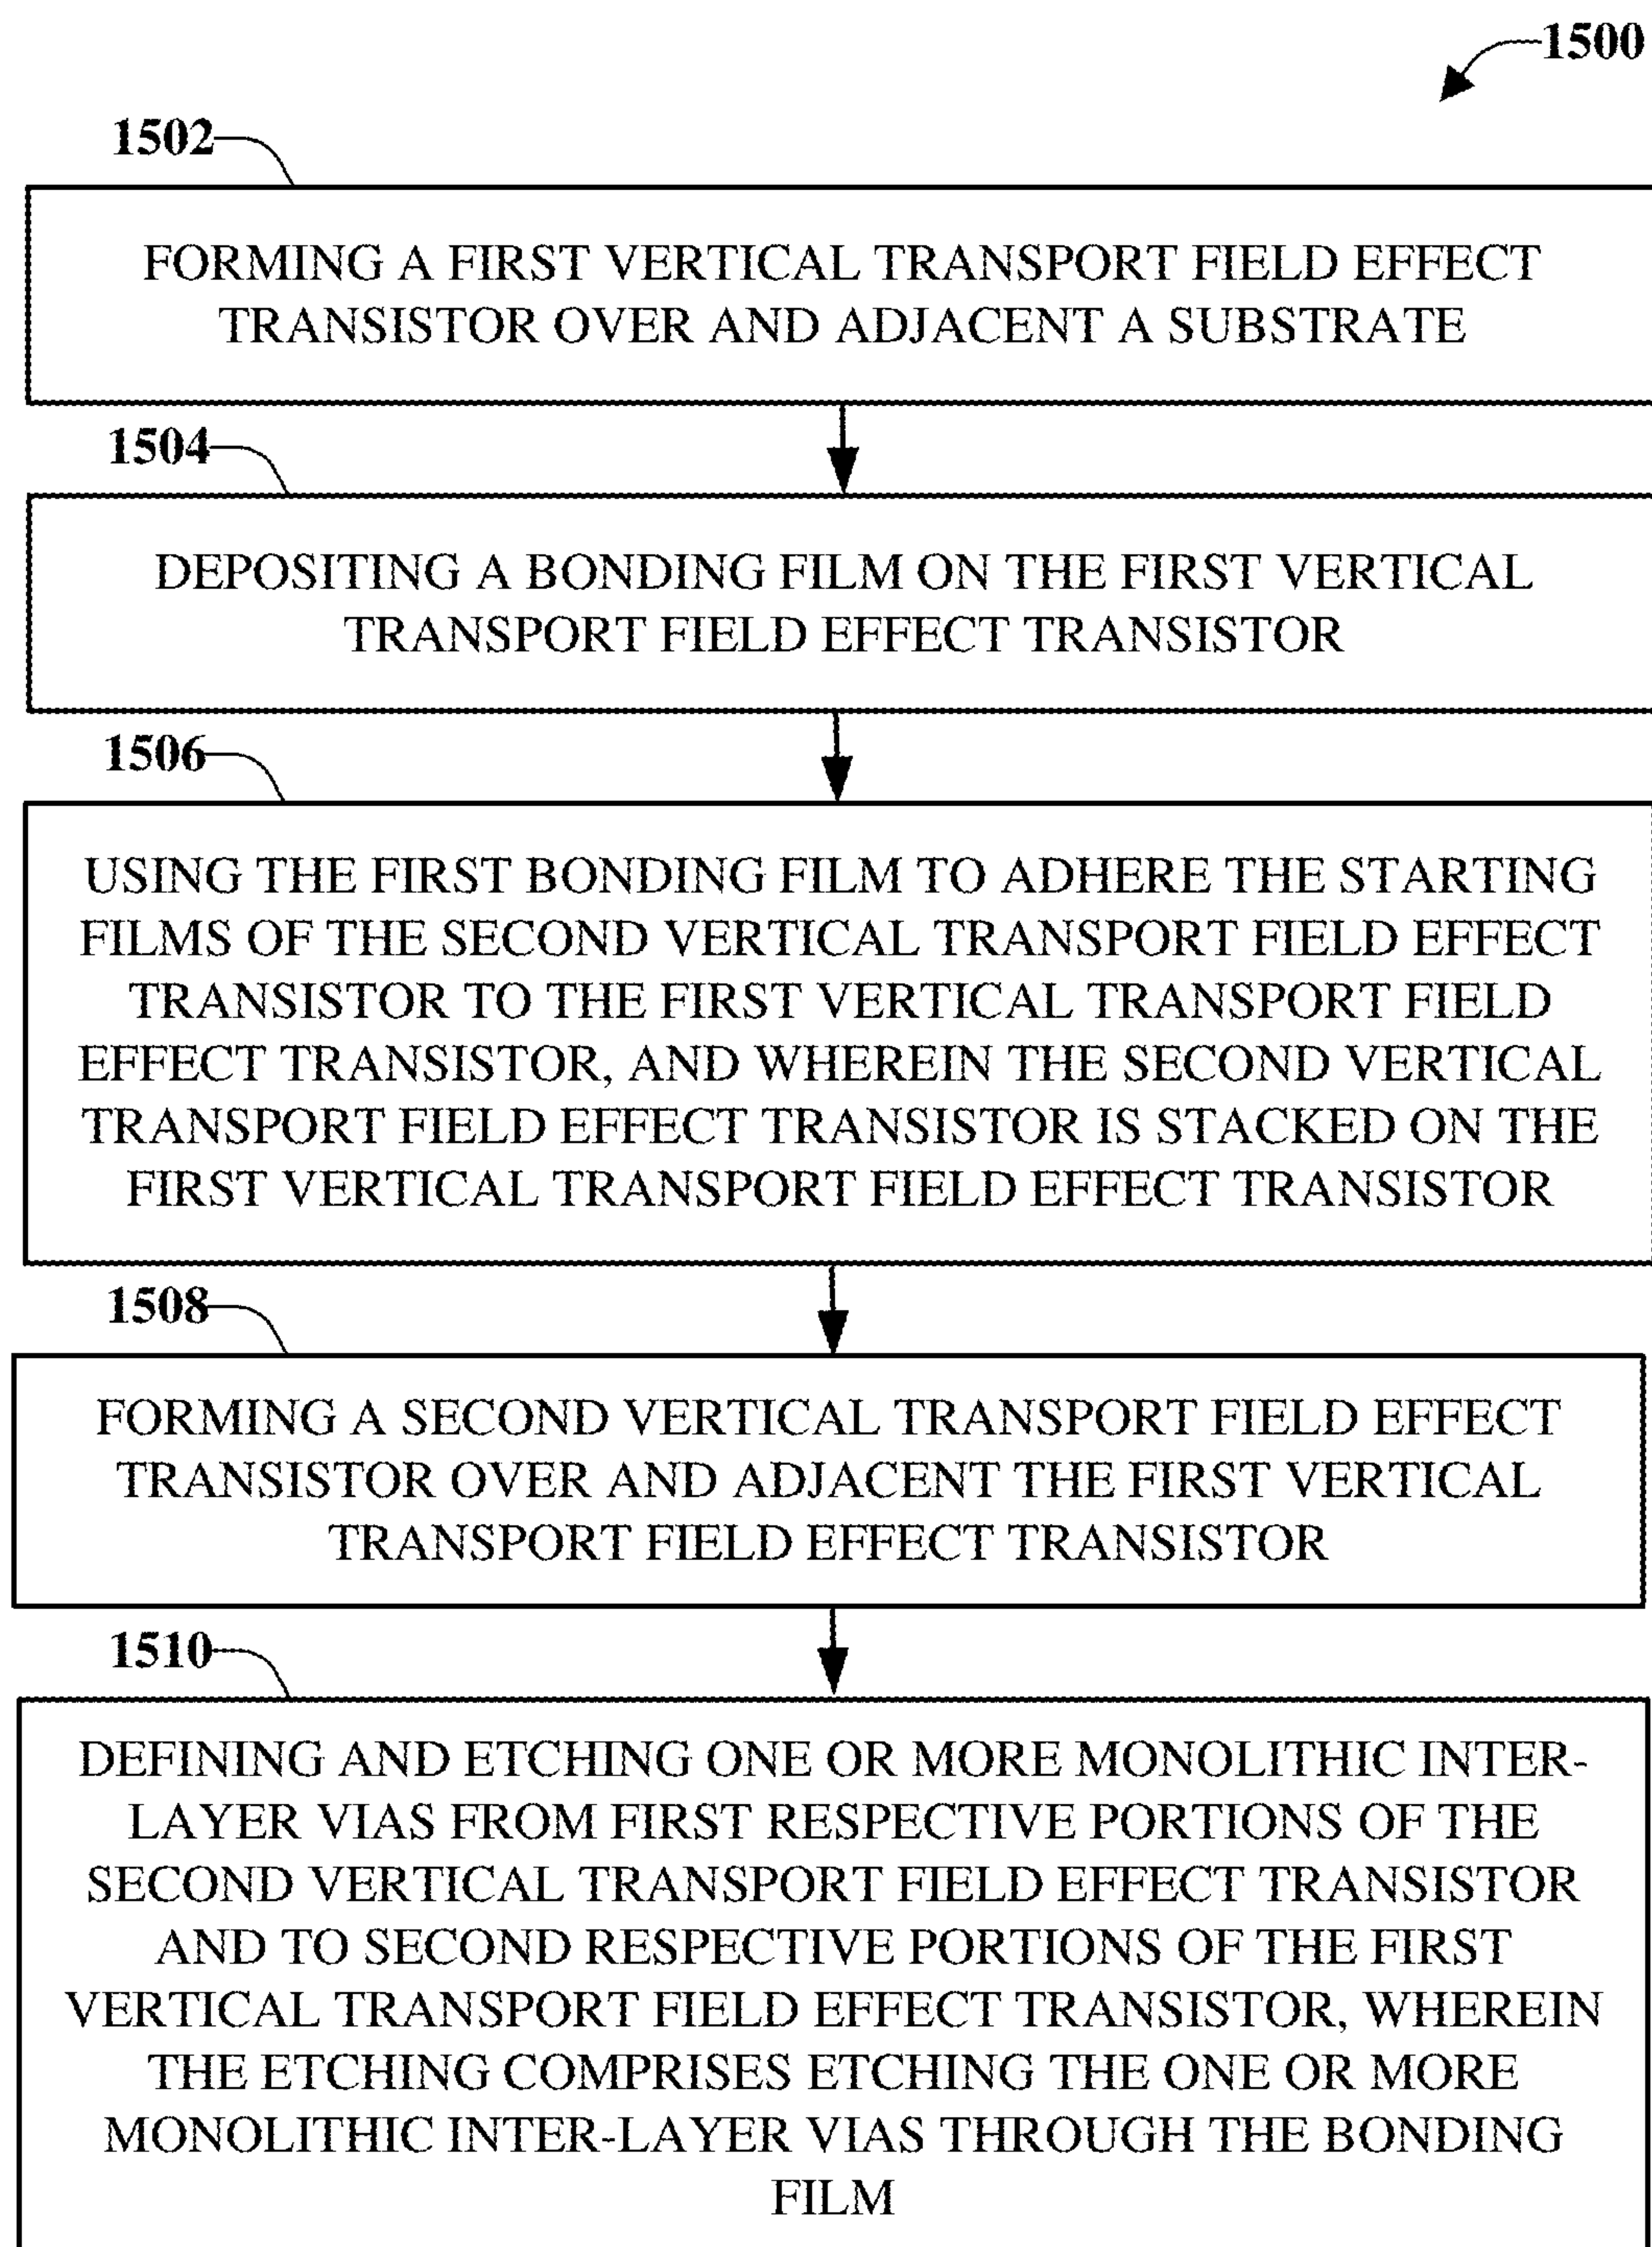 1500
1502
FORMING A FIRST VERTICAL TRANSPORT FIELD EFFECT
TRANSISTOR OVER AND ADJACENT A SUBSTRATE
1504
DEPOSITING A BONDING FILM ON THE FIRST VERTICAL
TRANSPORT FIELD EFFECT TRANSISTOR
1506
USING THE FIRST BONDING FILM TO ADHERE THE STARTING
FILMS OF THE SECOND VERTICAL TRANSPORT FIELD EFFECT
TRANSISTOR TO THE FIRST VERTICAL TRANSPORT FIELD
EFFECT TRANSISTOR, AND WHEREIN THE SECOND VERTICAL
TRANSPORT FIELD EFFECT TRANSISTOR IS STACKED ON THE
FIRST VERTICAL TRANSPORT FIELD EFFECT TRANSISTOR
1508
FORMING A SECOND VERTICAL TRANSPORT FIELD EFFECT
TRANSISTOR OVER AND ADJACENT THE FIRST VERTICAL
TRANSPORT FIELD EFFECT TRANSISTOR
1510
DEFINING AND ETCHING ONE OR MORE MONOLITHIC INTER-
LAYER VIAS FROM FIRST RESPECTIVE PORTIONS OF THE
SECOND VERTICAL TRANSPORT FIELD EFFECT TRANSISTOR
AND TO SECOND RESPECTIVE PORTIONS OF THE FIRST
VERTICAL TRANSPORT FIELD EFFECT TRANSISTOR, WHEREIN
THE ETCHING COMPRISES ETCHING THE ONE OR MORE
MONOLITHIC INTER-LAYER VIAS THROUGH THE BONDING
FILM